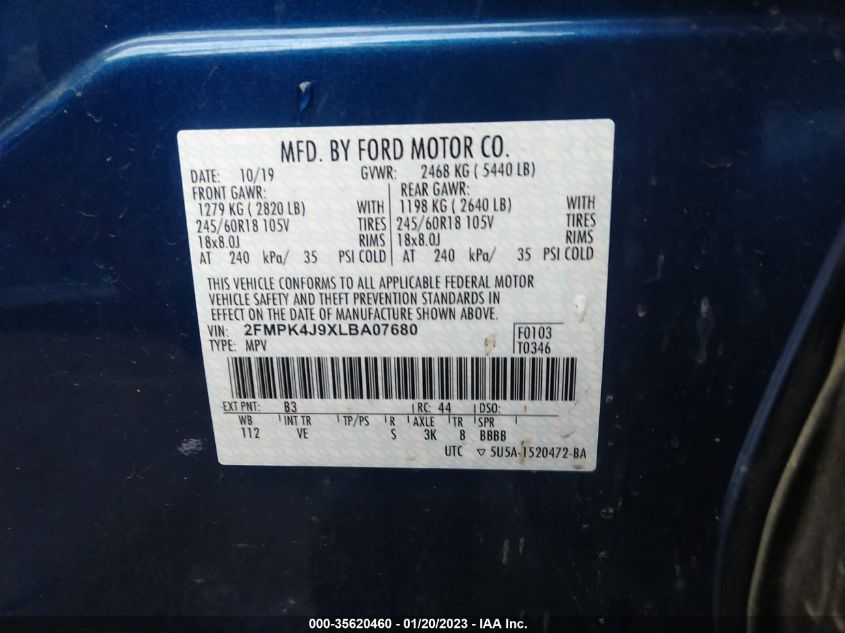 MFD. BY FORD MOTOR CO.
DATE: 10/19 GVWR: 2468 KG ( 5440 LB)
FRONT GAWR: REAR GAWR:
1279 KG ( 2820 LB) WITH 1198 KG ( 2640 LB) WITH
245/60R18 105V TIRES 245/60R18 105V TIRES
18x8.0J RIMS 18x8.0J RIMS
AT 240 kPa/ 35 PSI COLD AT 240 kPa/ 35 PSI COLD
THIS VEHICLE CONFORMS TO ALL APPLICABLE FEDERAL MOTOR
VEHICLE SAFETY AND THEFT PREVENTION STANDARDS IN
EFFECT ON THE DATE OF MANUFACTURE SHOWN ABOVE.
VIN: 2FMPK4J9XLBA07680 F0103
TYPE: MPV T0346
EXT PNT: B3 RC: 44 DSO:
WB INT TR TP/PS R AXLE TR SPR
112 VE S 3K 8 BBBB
UTC ▽ 5U5A-1520472-BA
000-35620460 - 01/20/2023 - IAA Inc.